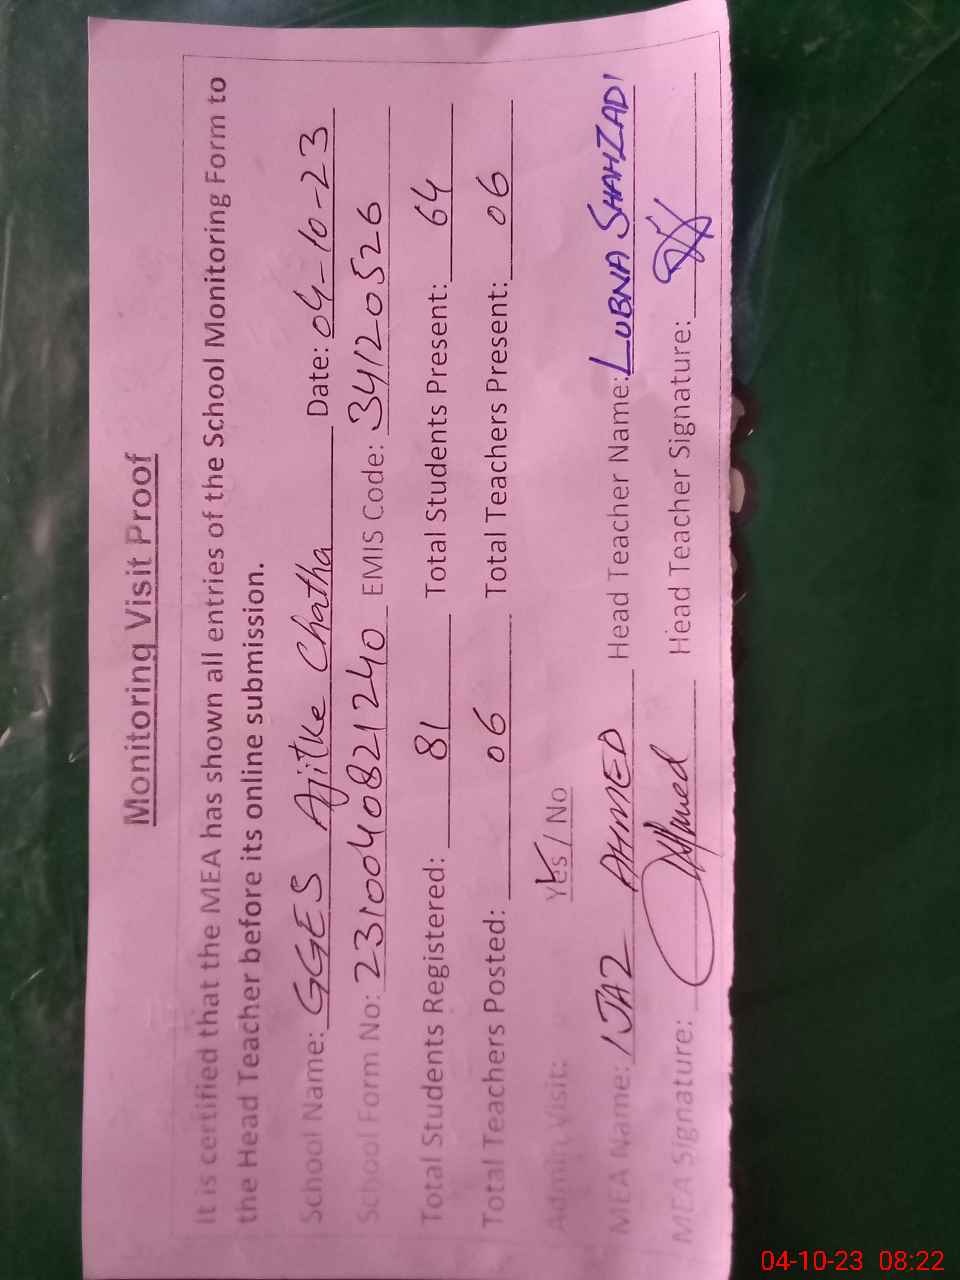 Monitoring Visit Proof
It is certified that the MEA has shown all entries of the School Monitoring Form to
the Head Teacher before its online submission.
School Name: GGES Ajitke Chatha Date: 04-10-23
School Form No: 2310040821240 EMIS Code: 34120526
Total Students Registered: 81 Total Students Present: 64
Total Teachers Posted: 06 Total Teachers Present: 06
Admin Visit: Yes / No
MEA Name: IJAZ AHMED Head Teacher Name: LUBNA SHAHZADI
MEA Signature: Head Teacher Signature:
04-10-23 08:22